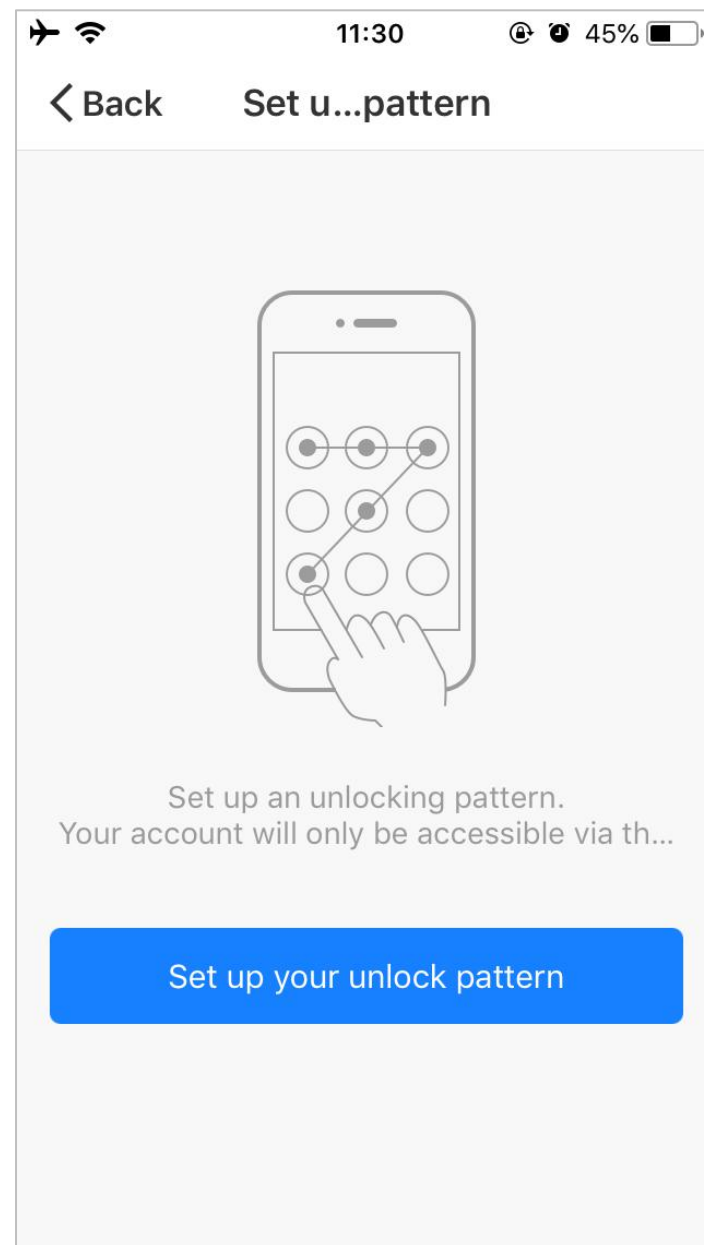 11:30
45%
Back
Set u...pattern
Set up an unlocking pattern.
Your account will only be accessible via th...
Set up your unlock pattern